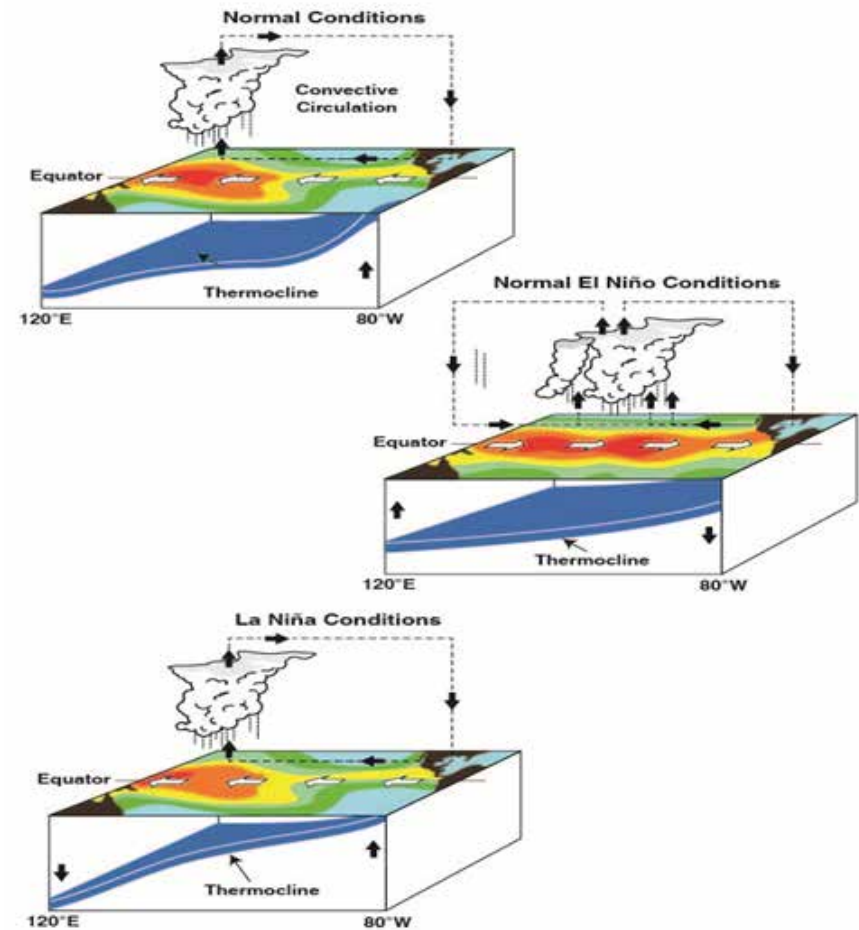 Normal Conditions
Convective
Circulation
Equator
Thermocline
120°E
80°W
Normal El Niño Conditions
Equator
Thermocline
120°E
80°W
La Niña Conditions
Equator
Thermocline
120°E
80°W